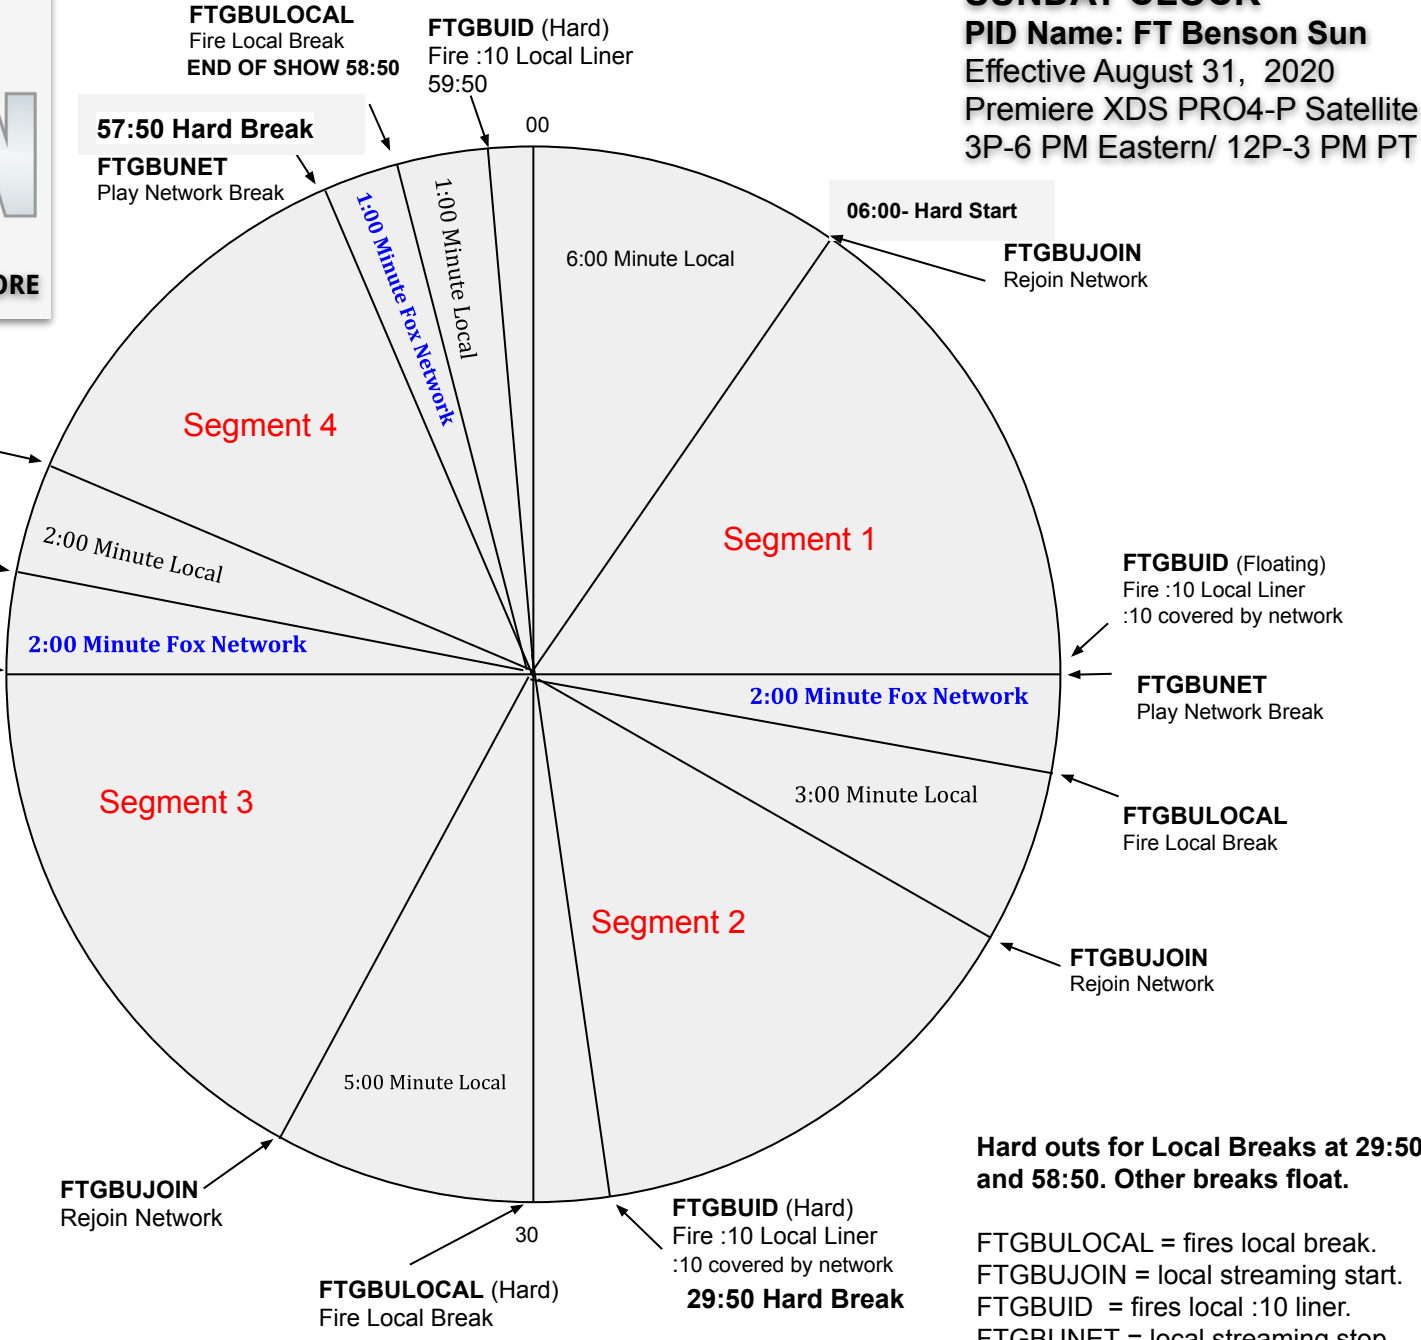 SUNDAY CLOCK
PID Name: FT Benson Sun
Effective August 31, 2020
Premiere XDS PRO4-P Satellite
3P-6 PM Eastern/ 12P-3 PM PT
FTGBULOCAL
Fire Local Break
END OF SHOW 58:50
FTGBUID (Hard)
Fire :10 Local Liner
59:50
57:50 Hard Break
FTGBUNET
Play Network Break
00
06:00- Hard Start
FTGBUJOIN
Rejoin Network
6:00 Minute Local
1:00 Minute Fox Network
1:00 Minute Local
Segment 4
Segment 1
2:00 Minute Local
2:00 Minute Fox Network
FTGBUID (Floating)
Fire :10 Local Liner
:10 covered by network
FTGBUNET
Play Network Break
2:00 Minute Fox Network
3:00 Minute Local
FTGBULOCAL
Fire Local Break
Segment 3
Segment 2
FTGBUJOIN
Rejoin Network
5:00 Minute Local
FTGBUJOIN
Rejoin Network
30
FTGBULOCAL (Hard)
Fire Local Break
FTGBUID (Hard)
Fire :10 Local Liner
:10 covered by network
29:50 Hard Break
Hard outs for Local Breaks at 29:50
and 58:50. Other breaks float.
FTGBULOCAL = fires local break.
FTGBUJOIN = local streaming start.
FTGBUID = fires local :10 liner.
FTGBUNET = local streaming stop